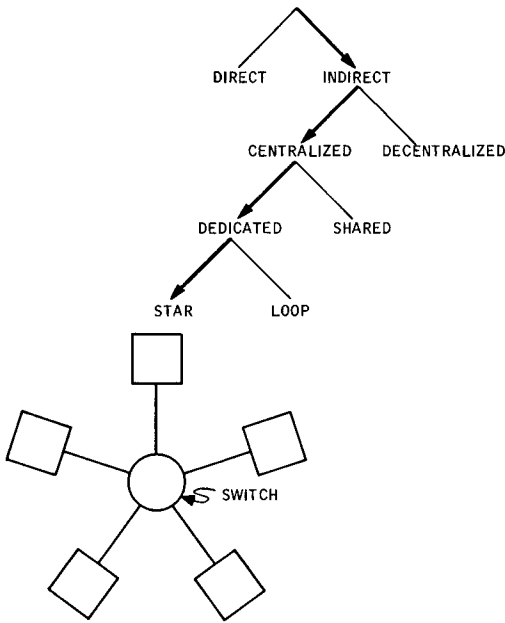 DIRECT INDIRECT
CENTRALIZED DECENTRALIZED
DEDICATED SHARED
STAR LOOP
SWITCH